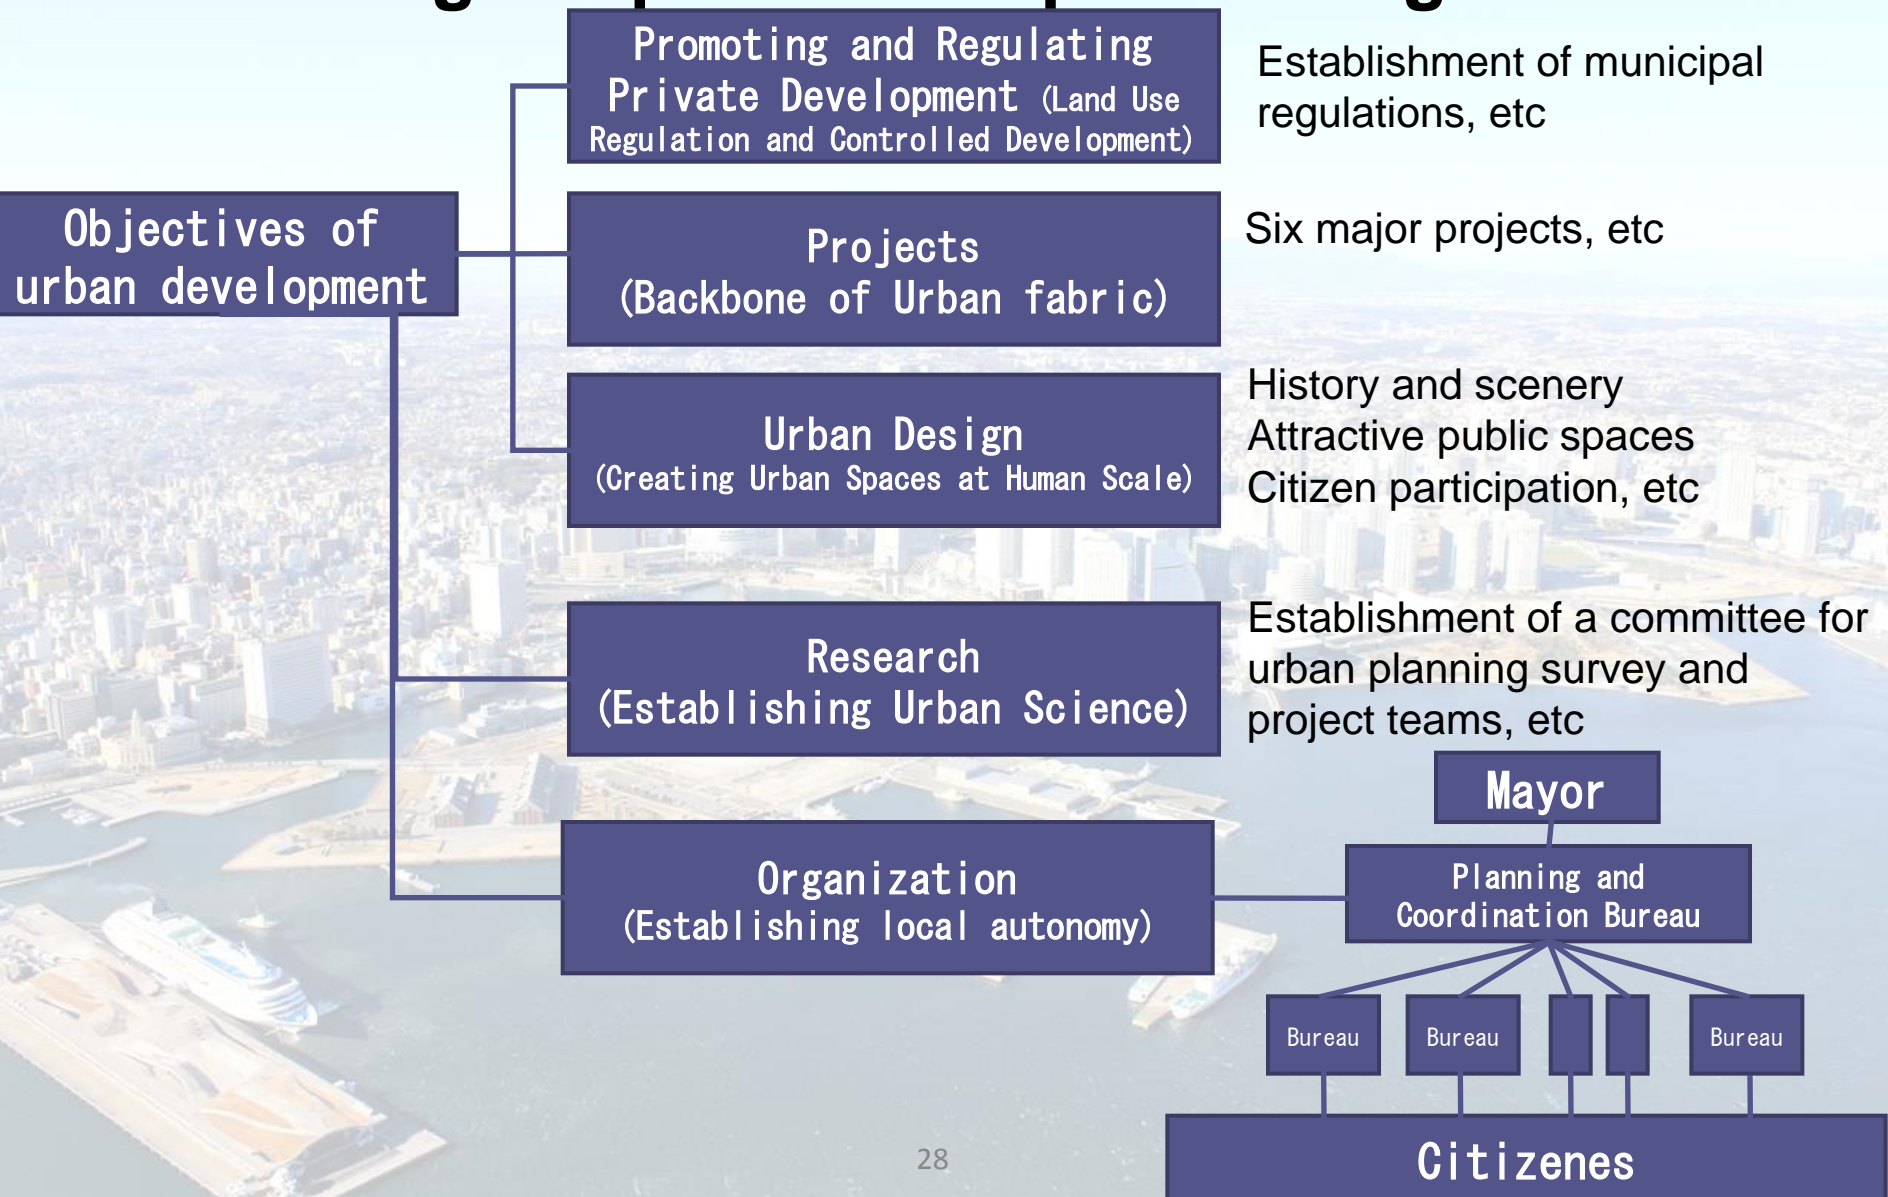 Promoting and Regulating
Private Development (Land Use
Regulation and Controlled Development)
Establishment of municipal
regulations, etc
Objectives of
urban development
Projects
(Backbone of Urban fabric)
Six major projects, etc
Urban Design
(Creating Urban Spaces at Human Scale)
History and scenery
Attractive public spaces
Citizen participation, etc
Research
(Establishing Urban Science)
Establishment of a committee for
urban planning survey and
project teams, etc
Organization
(Establishing local autonomy)
Mayor
Planning and
Coordination Bureau
Bureau
Bureau
Bureau
Citizenes
28